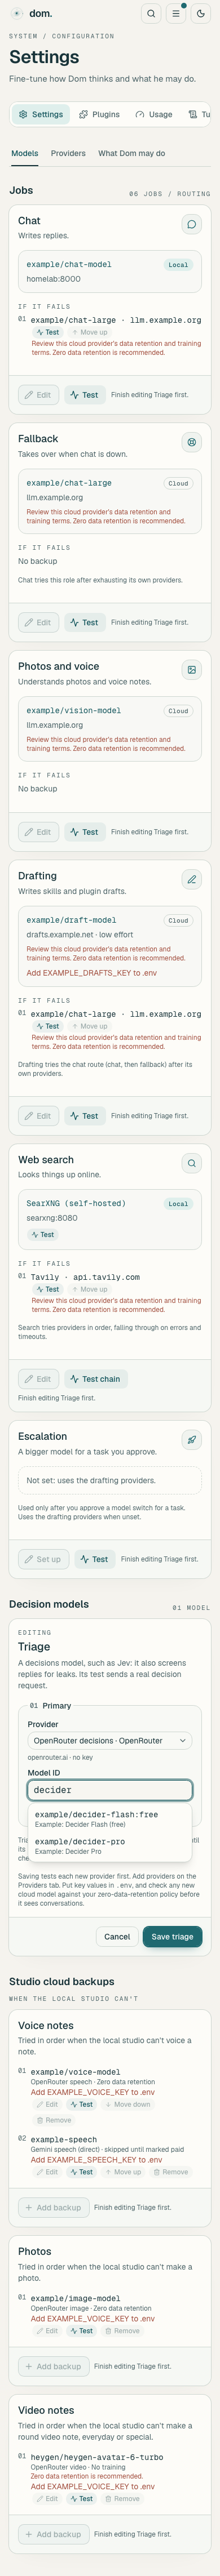 dom.
SYSTEM / CONFIGURATION
Settings
Fine-tune how Dom thinks and what he may do.
Settings
Plugins
Usage
Tu
Models
Providers
What Dom may do
Jobs
06 JOBS / ROUTING
Chat
Writes replies.
example/chat-model
Local
homelab:8000
IF IT FAILS
01 example/chat-large · llm.example.org
Test
Move up
Review this cloud provider's data retention and training
terms. Zero data retention is recommended.
Edit
Test
Finish editing Triage first.
Fallback
Takes over when chat is down.
example/chat-large
Cloud
llm.example.org
Review this cloud provider's data retention and
training terms. Zero data retention is recommended.
IF IT FAILS
No backup
Chat tries this role after exhausting its own providers.
Edit
Test
Finish editing Triage first.
Photos and voice
Understands photos and voice notes.
example/vision-model
Cloud
llm.example.org
Review this cloud provider's data retention and
training terms. Zero data retention is recommended.
IF IT FAILS
No backup
Edit
Test
Finish editing Triage first.
Drafting
Writes skills and plugin drafts.
example/draft-model
Cloud
drafts.example.net · low effort
Review this cloud provider's data retention and
training terms. Zero data retention is recommended.
Add EXAMPLE_DRAFTS_KEY to .env
IF IT FAILS
01 example/chat-large · llm.example.org
Test
Move up
Review this cloud provider's data retention and training
terms. Zero data retention is recommended.
Drafting tries the chat route (chat, then fallback) after its
own providers.
Edit
Test
Finish editing Triage first.
Web search
Looks things up online.
SearXNG (self-hosted)
Local
searxng:8080
Test
IF IT FAILS
01 Tavily · api.tavily.com
Test
Move up
Review this cloud provider's data retention and training
terms. Zero data retention is recommended.
Search tries providers in order, falling through on errors and
timeouts.
Edit
Test chain
Finish editing Triage first.
Escalation
A bigger model for a task you approve.
Not set: uses the drafting providers.
Used only after you approve a model switch for a task.
Uses the drafting providers when unset.
Set up
Test
Finish editing Triage first.
Decision models
01 MODEL
EDITING
Triage
A decisions model, such as Jev: it also screens
replies for leaks. Its test sends a real decision
request.
01 Primary
Provider
OpenRouter decisions · OpenRouter
openrouter.ai · no key
Model ID
decider
example/decider-flash:free
Example: Decider Flash (free)
example/decider-pro
Example: Decider Pro
Saving tests each new provider first. Add providers on the
Providers tab. Put key values in .env, and check any new
cloud model against your zero-data-retention policy before
it sees conversations.
Cancel
Save triage
Studio cloud backups
WHEN THE LOCAL STUDIO CAN'T
Voice notes
Tried in order when the local studio can't voice a
note.
01 example/voice-model
OpenRouter speech · Zero data retention
Add EXAMPLE_VOICE_KEY to .env
Edit
Test
Move down
Remove
02 example-speech
Gemini speech (direct) · skipped until marked paid
Add EXAMPLE_SPEECH_KEY to .env
Edit
Test
Move up
Remove
Add backup
Finish editing Triage first.
Photos
Tried in order when the local studio can't make a
photo.
01 example/image-model
OpenRouter image · Zero data retention
Add EXAMPLE_VOICE_KEY to .env
Edit
Test
Remove
Add backup
Finish editing Triage first.
Video notes
Tried in order when the local studio can't make a
round video note, everyday or special.
01 heygen/heygen-avatar-6-turbo
OpenRouter video · No training
Zero data retention is recommended.
Add EXAMPLE_VOICE_KEY to .env
Edit
Test
Remove
Add backup
Finish editing Triage first.